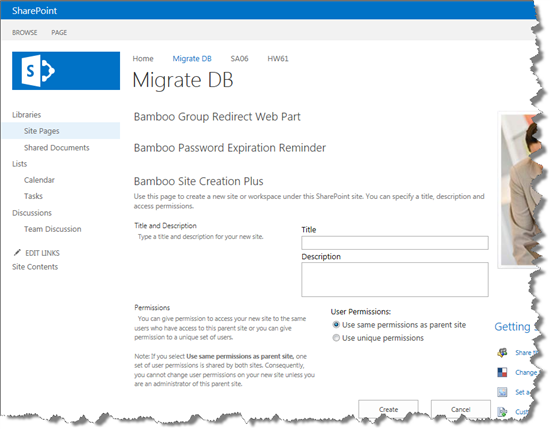 SharePoint
BROWSE PAGE
S
Home Migrate DB SA06 HW61
Migrate DB
Libraries
Site Pages
Shared Documents
Lists
Calendar
Tasks
Discussions
Team Discussion
EDIT LINKS
Site Contents
Bamboo Group Redirect Web Part
Bamboo Password Expiration Reminder
Bamboo Site Creation Plus
Use this page to create a new site or workspace under this SharePoint site. You can specify a title, description and
access permissions.
Title and Description
Type a title and description for your new site.
Title
Description
Permissions
You can give permission to access your new site to the same
users who have access to this parent site or you can give
permission to a unique set of users.
Note: If you select Use same permissions as parent site, one
set of user permissions is shared by both sites. Consequently,
you cannot change user permissions on your new site unless you
are an administrator of this parent site.
User Permissions:
Use same permissions as parent site
Use unique permissions
Create Cancel
Getting
Share
Change
Set a